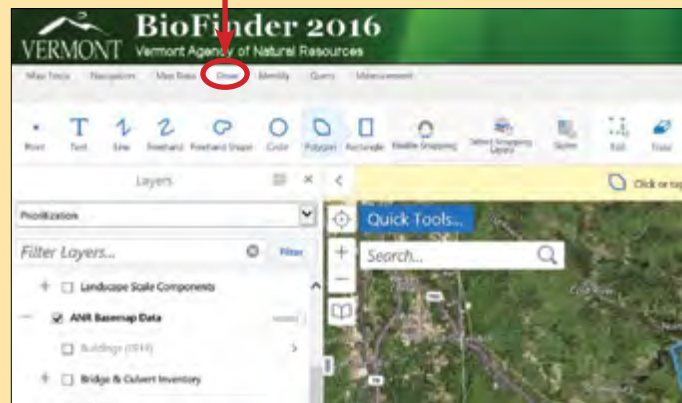 BioFinder 2016
VERMONT Vermont Agency of Natural Resources
Map Tools Navigation Map Data Draw Identify Query Measurement
Point Text Line Freehand Freehand Shape Circle Polygon Rectangle Enable Snapping Select Snapping Layers Styles Edit Erase
Layers
Click or tap
Prioritization
Quick Tools...
Filter Layers... Filter
Search...
Landscape Scale Components
ANR Basemap Data
Buildings (E911)
Bridge & Culvert Inventory